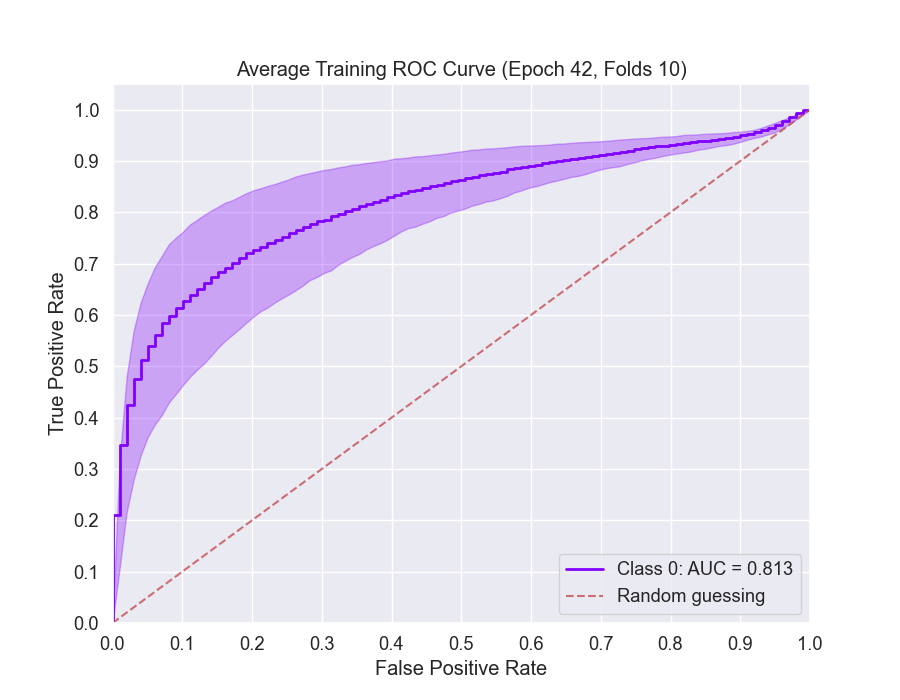 Average Training ROC Curve (Epoch 42, Folds 10)
True Positive Rate
1.0
0.9
0.8
0.7
0.6
0.5
0.4
0.3
0.2
0.1
0.0
Class 0: AUC = 0.813
Random guessing
0.0 0.1 0.2 0.3 0.4 0.5 0.6 0.7 0.8 0.9 1.0
False Positive Rate